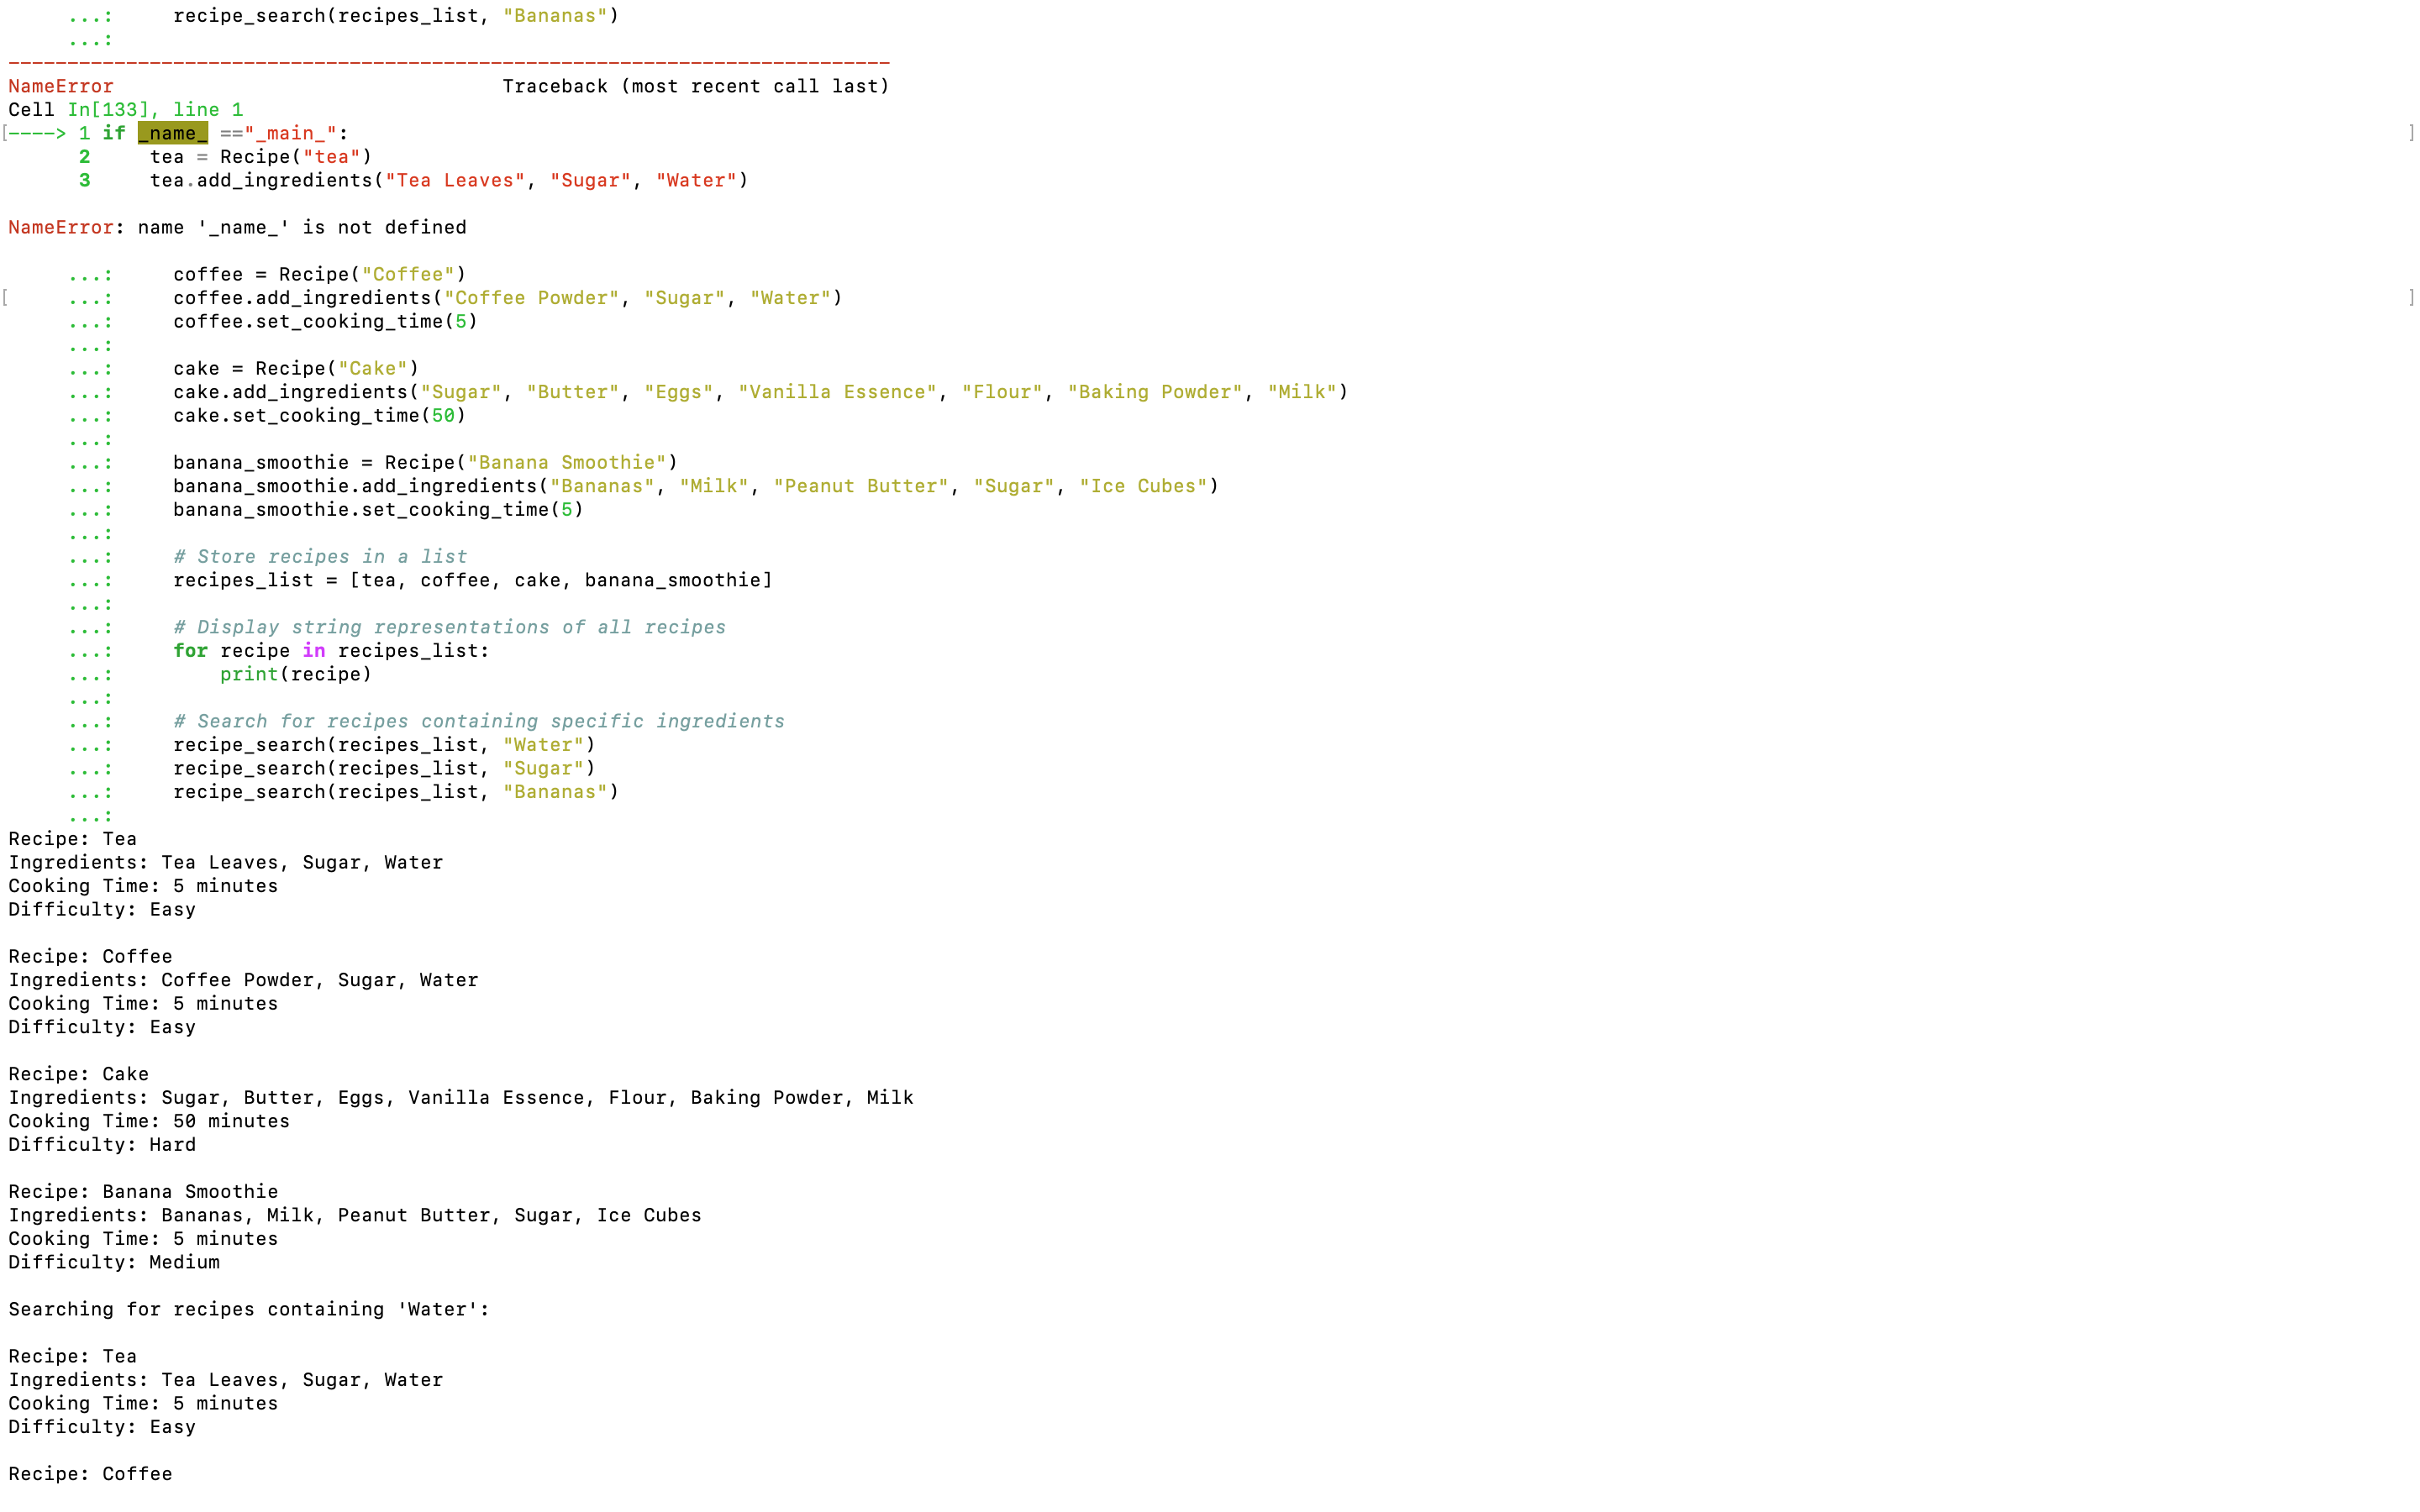 ...:     recipe_search(recipes_list, "Bananas")
...:
---------------------------------------------------------------------------
NameError                                 Traceback (most recent call last)
Cell In[133], line 1
[----> 1 if _name_ =="_main_":                    ]
      2     tea = Recipe("tea")
      3     tea.add_ingredients("Tea Leaves", "Sugar", "Water")

NameError: name '_name_' is not defined

     ...:     coffee = Recipe("Coffee")
[     ...:     coffee.add_ingredients("Coffee Powder", "Sugar", "Water")                    ]
     ...:     coffee.set_cooking_time(5)
     ...:
     ...:     cake = Recipe("Cake")
     ...:     cake.add_ingredients("Sugar", "Butter", "Eggs", "Vanilla Essence", "Flour", "Baking Powder", "Milk")
     ...:     cake.set_cooking_time(50)
     ...:
     ...:     banana_smoothie = Recipe("Banana Smoothie")
     ...:     banana_smoothie.add_ingredients("Bananas", "Milk", "Peanut Butter", "Sugar", "Ice Cubes")
     ...:     banana_smoothie.set_cooking_time(5)
     ...:
     ...:     # Store recipes in a list
     ...:     recipes_list = [tea, coffee, cake, banana_smoothie]
     ...:
     ...:     # Display string representations of all recipes
     ...:     for recipe in recipes_list:
     ...:         print(recipe)
     ...:
     ...:     # Search for recipes containing specific ingredients
     ...:     recipe_search(recipes_list, "Water")
     ...:     recipe_search(recipes_list, "Sugar")
     ...:     recipe_search(recipes_list, "Bananas")
     ...:
Recipe: Tea
Ingredients: Tea Leaves, Sugar, Water
Cooking Time: 5 minutes
Difficulty: Easy

Recipe: Coffee
Ingredients: Coffee Powder, Sugar, Water
Cooking Time: 5 minutes
Difficulty: Easy

Recipe: Cake
Ingredients: Sugar, Butter, Eggs, Vanilla Essence, Flour, Baking Powder, Milk
Cooking Time: 50 minutes
Difficulty: Hard

Recipe: Banana Smoothie
Ingredients: Bananas, Milk, Peanut Butter, Sugar, Ice Cubes
Cooking Time: 5 minutes
Difficulty: Medium

Searching for recipes containing 'Water':

Recipe: Tea
Ingredients: Tea Leaves, Sugar, Water
Cooking Time: 5 minutes
Difficulty: Easy

Recipe: Coffee